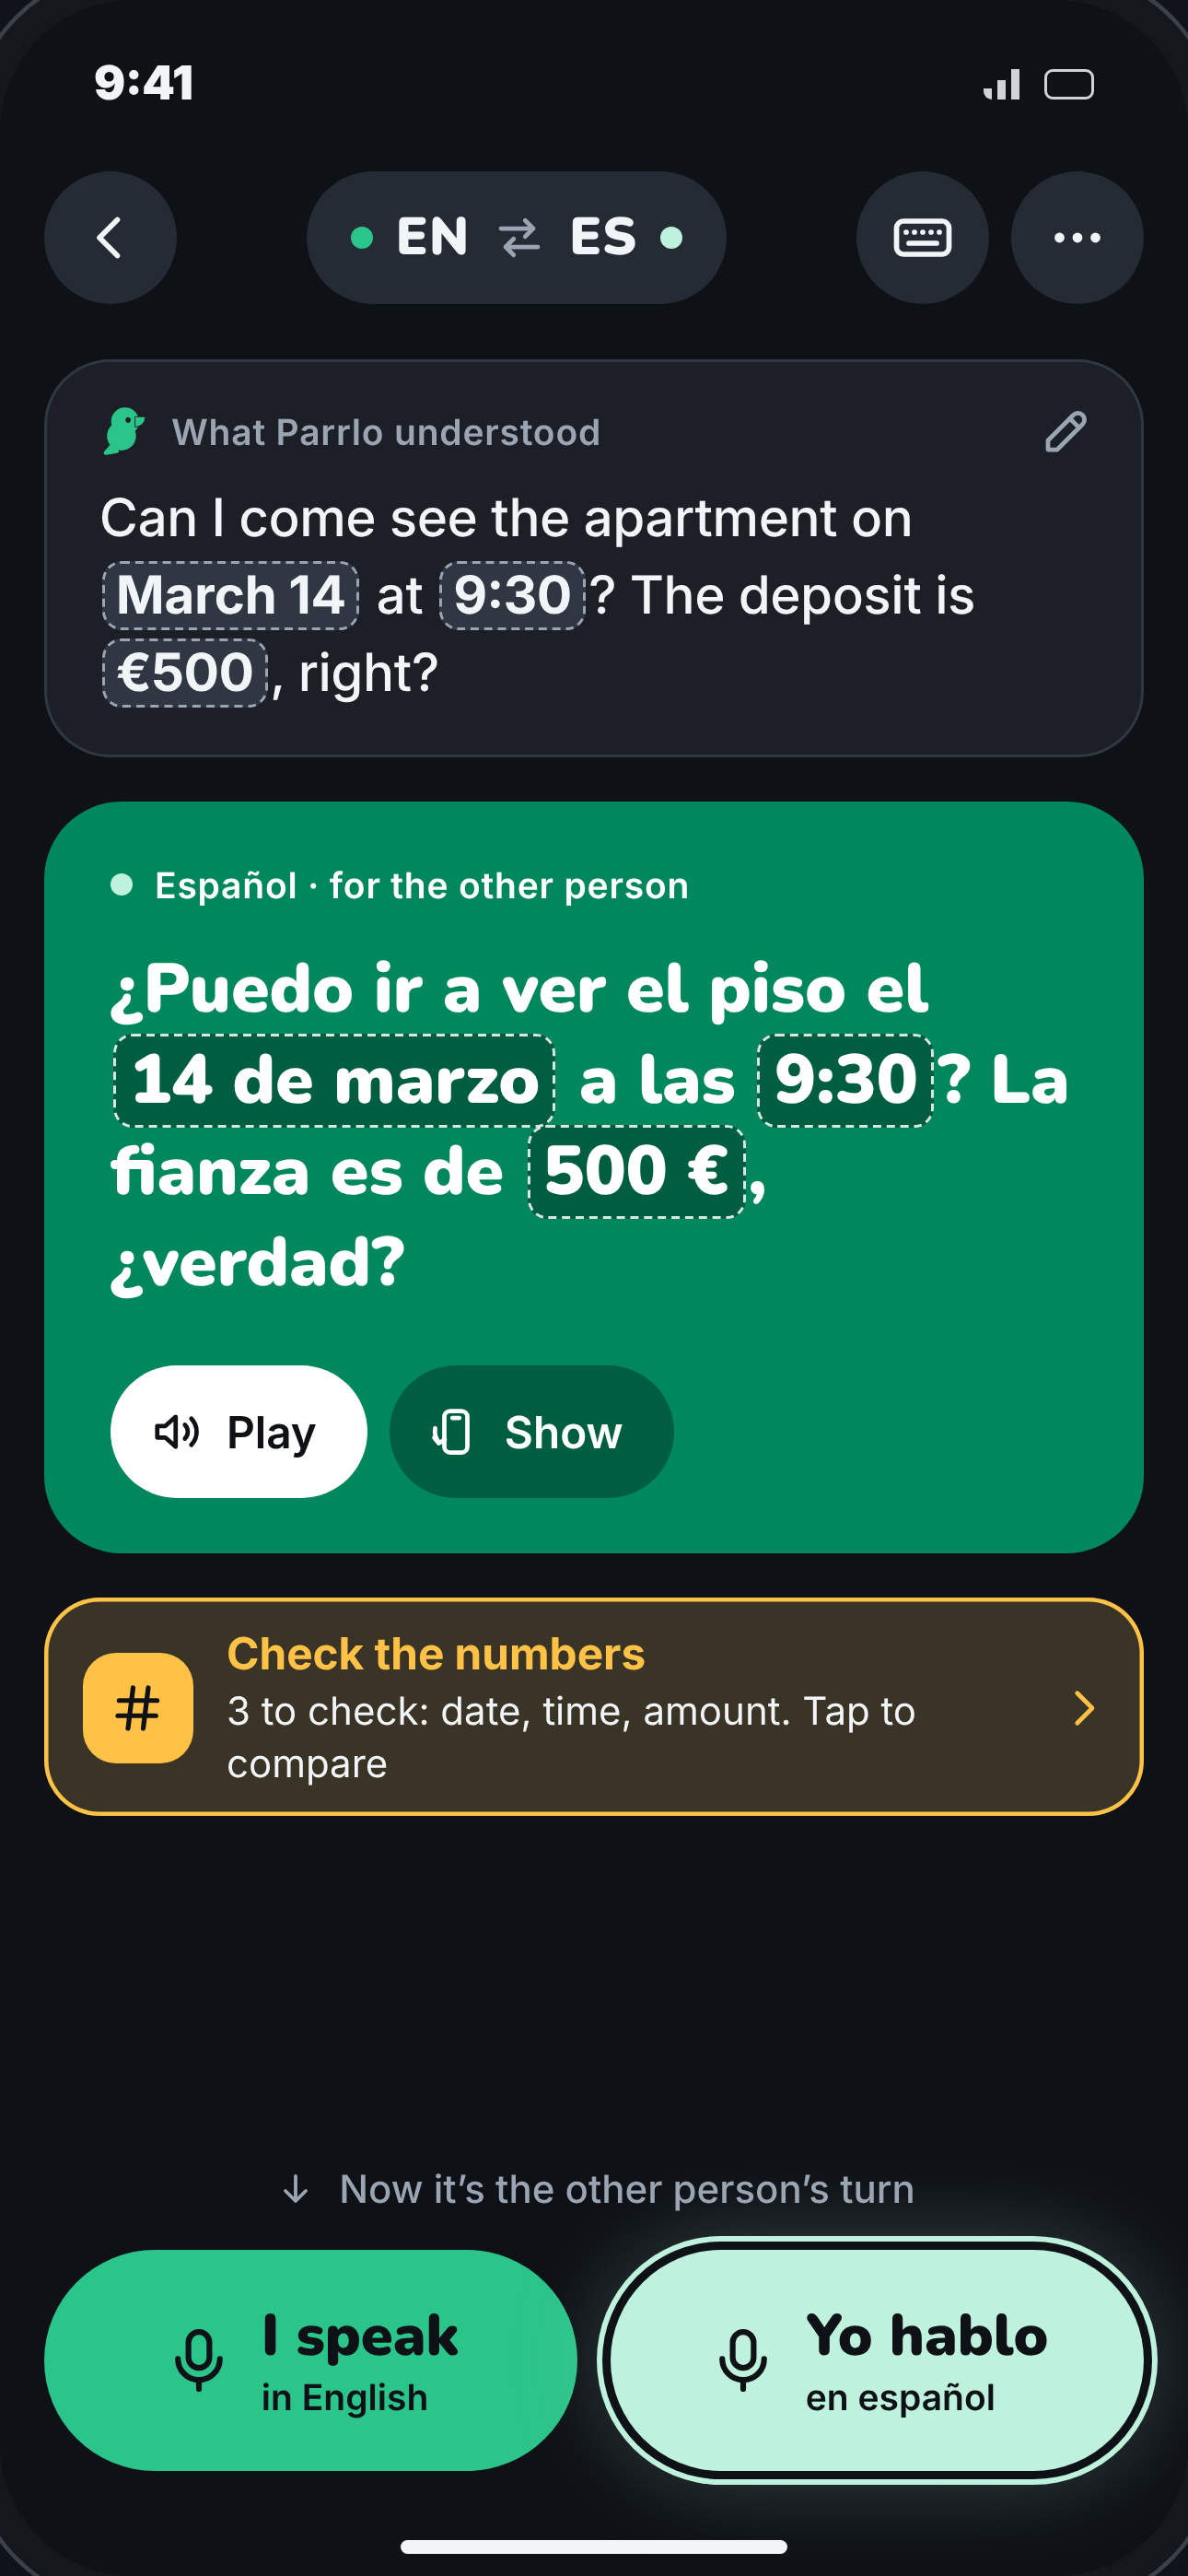 9:41
EN ES
What Parrlo understood
Can I come see the apartment on
March 14 at 9:30? The deposit is
€500, right?
Español · for the other person
¿Puedo ir a ver el piso el
14 de marzo a las 9:30? La
fianza es de 500 €,
¿verdad?
Play
Show
#
Check the numbers
3 to check: date, time, amount. Tap to
compare
↓ Now it’s the other person’s turn
I speak
in English
Yo hablo
en español